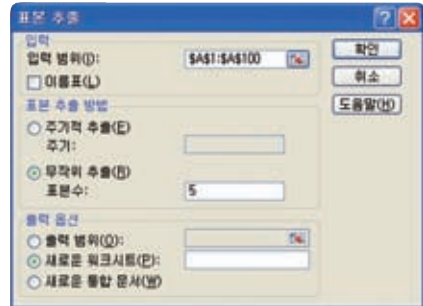 표본 추출
입력
입력 범위(I): $A$1:$A$100
이름표(L)
표본 추출 방법
주기적 추출(E)
주기:
무작위 추출(R)
표본수: 5
출력 옵션
출력 범위(O):
새로운 워크시트(P):
새로운 통합 문서(W)
확인
취소
도움말(H)